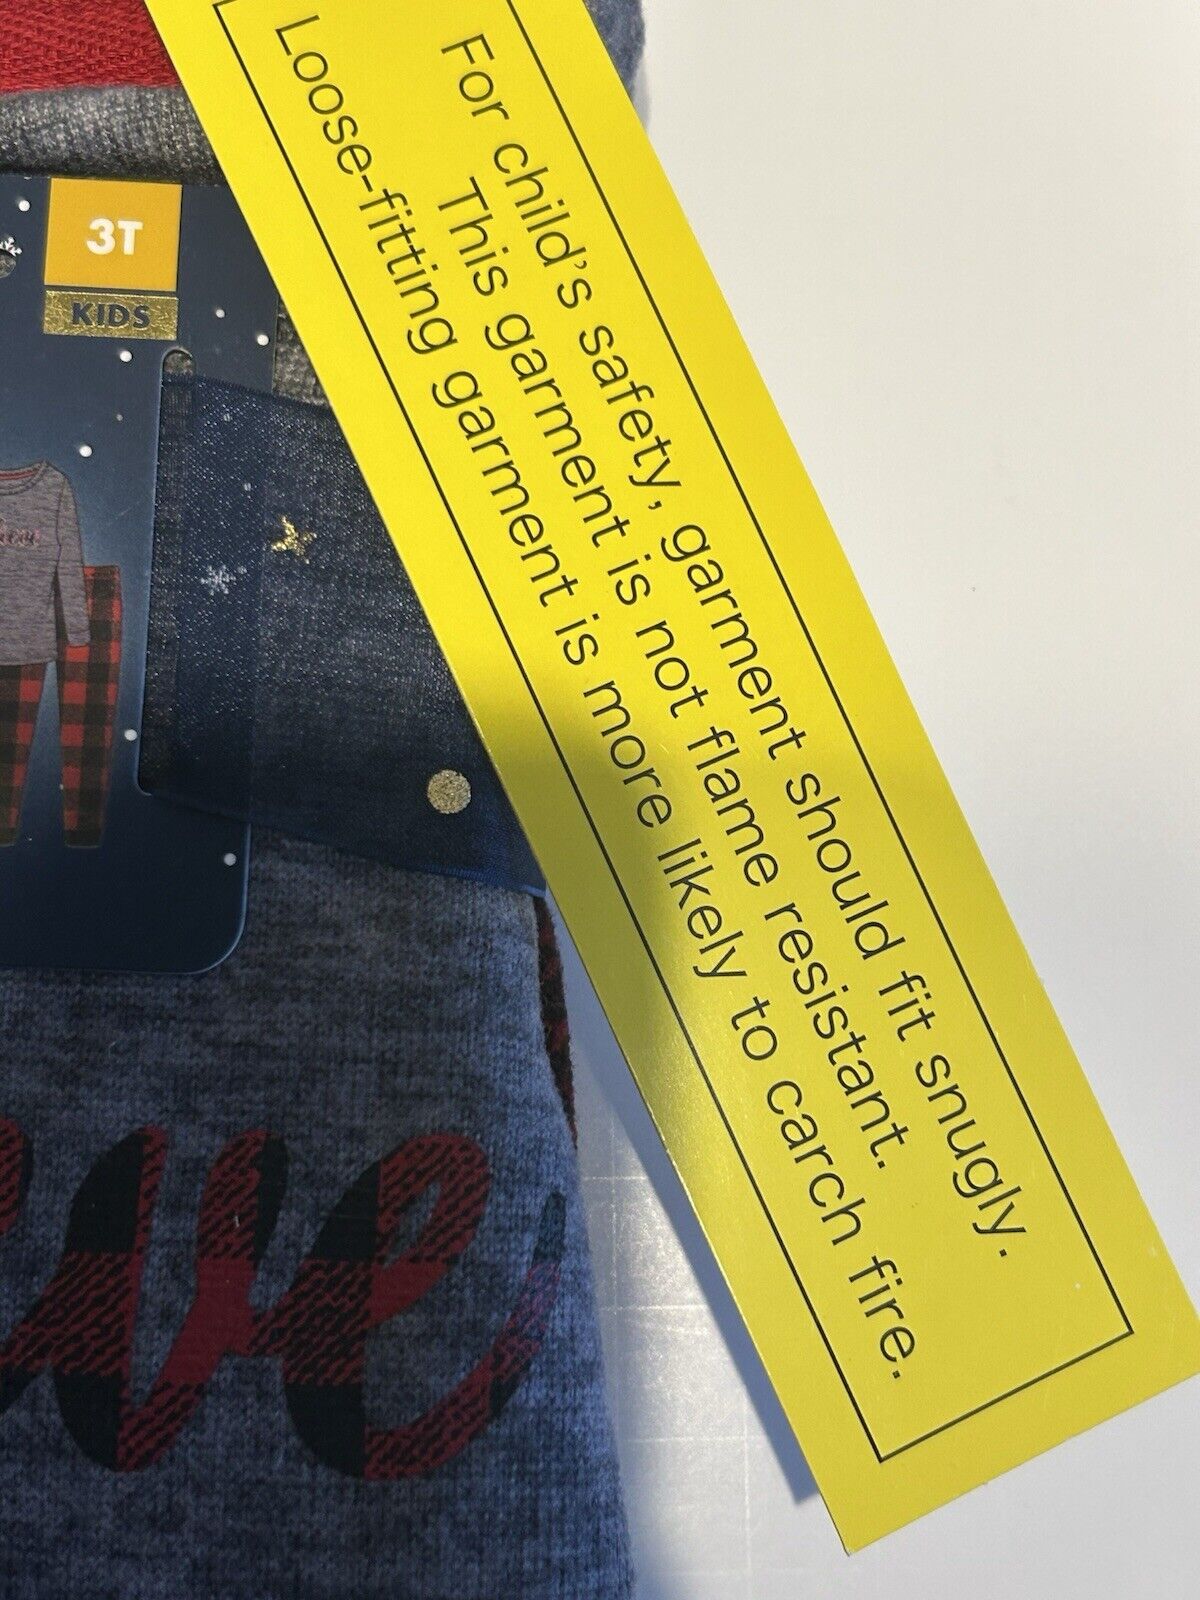 For child's safety, garment should fit snugly.
This garment is not flame resistant.
Loose-fitting garment is more likely to carch fire.
3T
KIDS
ve